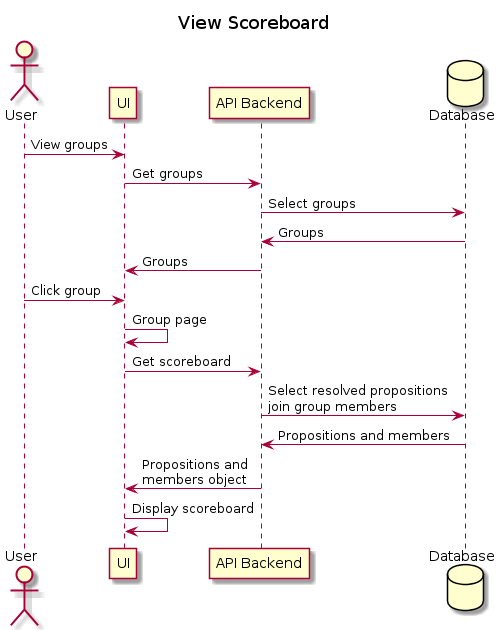 View Scoreboard
User
UI
API Backend
Database
View groups
Get groups
Select groups
Groups
Groups
Click group
Group page
Get scoreboard
Select resolved propositions
join group members
Propositions and members
Propositions and
members object
Display scoreboard
User
UI
API Backend
Database